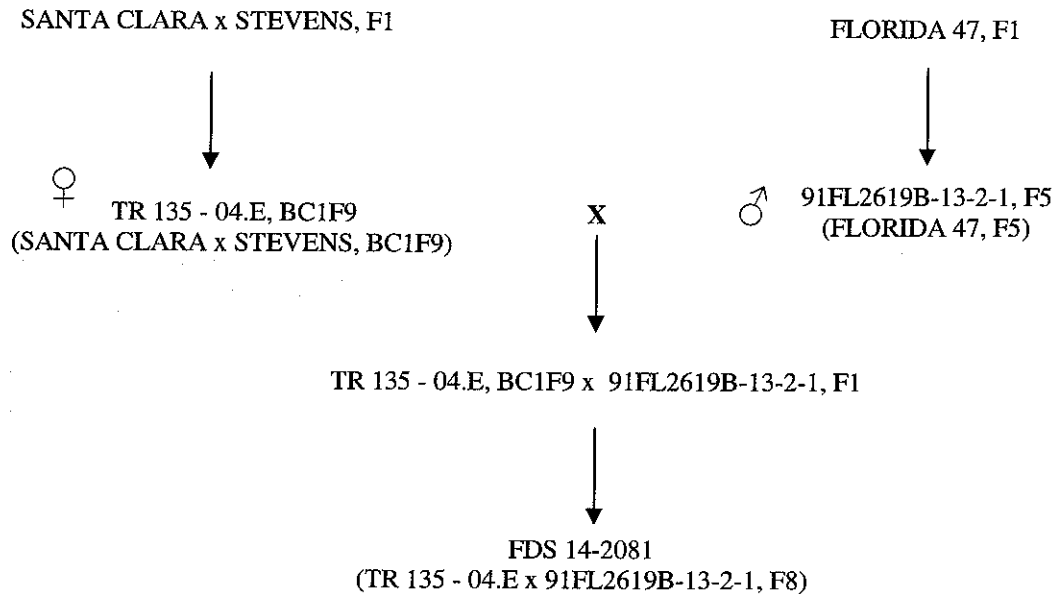 SANTA CLARA x STEVENS, F1
FLORIDA 47, F1
♀ TR 135 - 04.E, BC1F9
(SANTA CLARA x STEVENS, BC1F9)
X
♂ 91FL2619B-13-2-1, F5
(FLORIDA 47, F5)
TR 135 - 04.E, BC1F9 x 91FL2619B-13-2-1, F1
FDS 14-2081
(TR 135 - 04.E x 91FL2619B-13-2-1, F8)